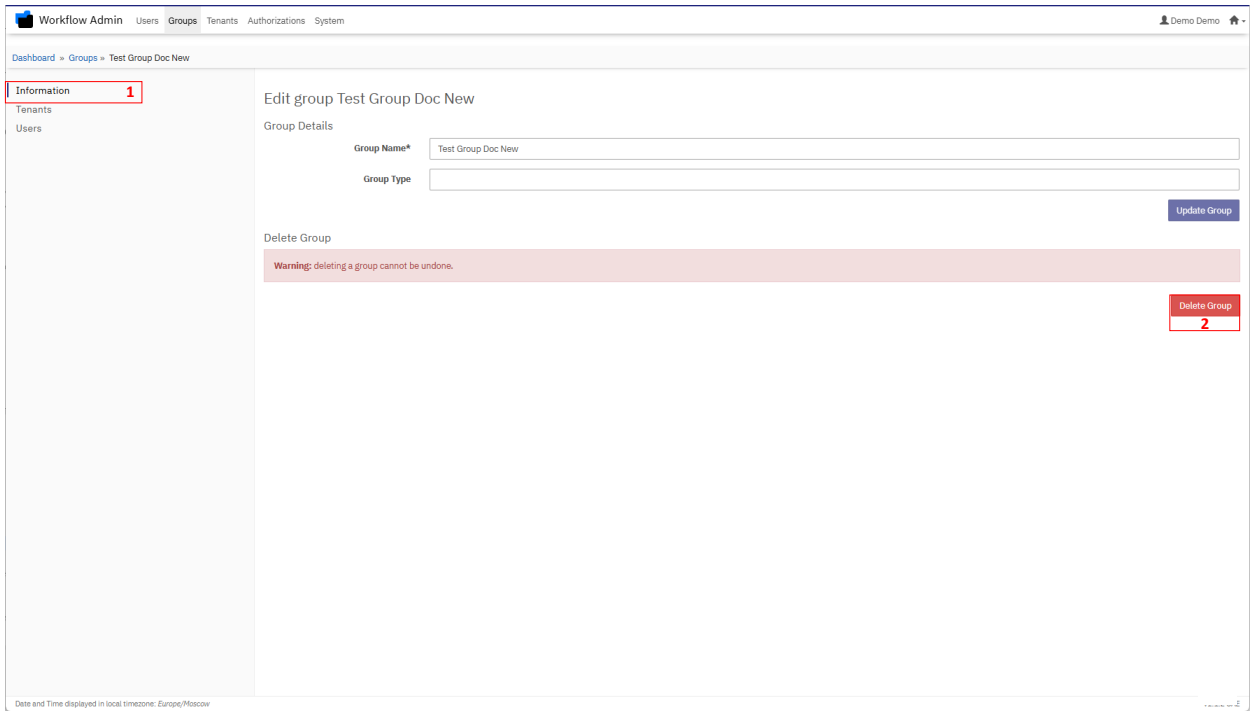 Workflow Admin Users Groups Tenants Authorizations System Demo Demo
Dashboard » Groups » Test Group Doc New
Information 1
Tenants
Users
Edit group Test Group Doc New
Group Details
Group Name* Test Group Doc New
Group Type
Update Group
Delete Group
Warning: deleting a group cannot be undone.
Delete Group
2
Date and Time displayed in local timezone: Europe/Moscow